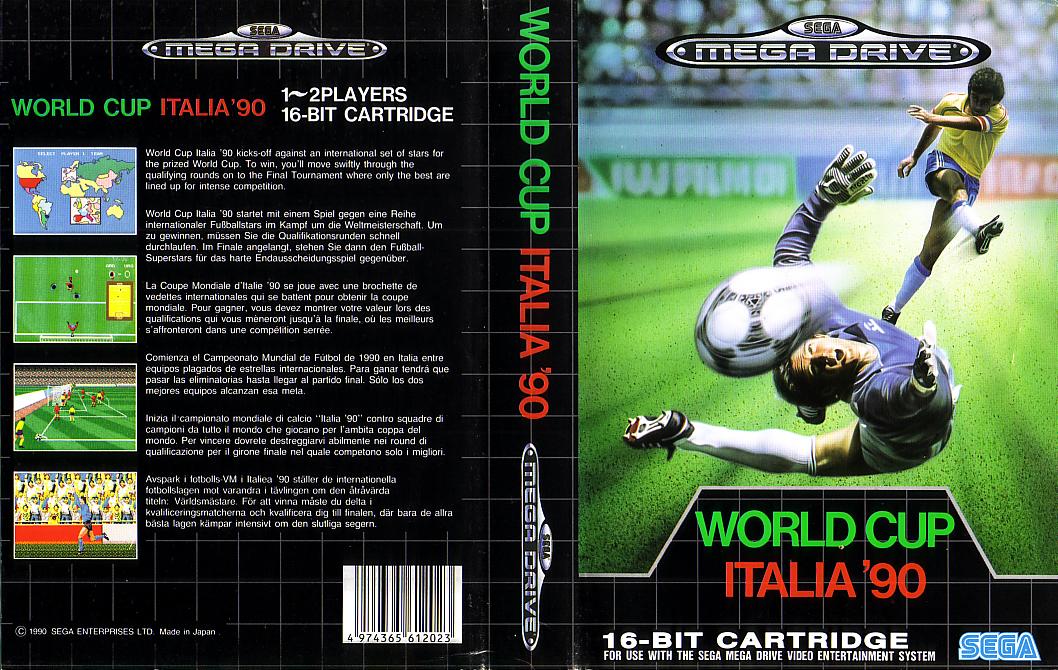 SEGA
MEGA DRIVE
WORLD CUP ITALIA '90
1~2PLAYERS
16-BIT CARTRIDGE
SELECT PLAYER 1 TEAM
World Cup Italia '90 kicks-off against an international set of stars for
the prized World Cup. To win, you'll move swiftly through the
qualifying rounds on to the Final Tournament where only the best are
lined up for intense competition.
World Cup Italia '90 startet mit einem Spiel gegen eine Reihe
internationaler Fußballstars im Kampf um die Weltmeisterschaft. Um
zu gewinnen, müssen Sie die Qualifikationsrunden schnell
durchlaufen. Im Finale angelangt, stehen Sie dann den Fußball-
Superstars für das harte Endausscheidungsspiel gegenüber.
La Coupe Mondiale d'Italie '90 se joue avec une brochette de
vedettes internationales qui se battent pour obtenir la coupe
mondiale. Pour gagner, vous devez montrer votre valeur lors des
qualifications qui vous mèneront jusqu'à la finale, où les meilleurs
s'affronteront dans une compétition serrée.
Comienza el Campeonato Mundial de Fútbol de 1990 en Italia entre
equipos plagados de estrellas internacionales. Para ganar tendrá que
pasar las eliminatorias hasta llegar al partido final. Sólo los dos
mejores equipos alcanzan esa meta.
Inizia il campionato mondiale di calcio "Italia '90" contro squadre di
campioni da tutto il mondo che giocano per l'ambita coppa del
mondo. Per vincere dovrete destreggiarvi abilmente nei round di
qualificazione per il girone finale nel quale competono solo i migliori.
Avspark i fotbolls-VM i Italiea '90 ställer de internationella
fotbollslagen mot varandra i tävlingen om den åtråvärda
titeln: Världsmästare. För att vinna måste du delta i
kvalificeringsmatcherna och kvalificera dig till finalen, där bara de allra
bästa lagen kämpar intensivt om den slutliga segern.
© 1990 SEGA ENTERPRISES LTD. Made in Japan.
4 974365 612023
WORLD CUP ITALIA '90
SEGA
MEGA DRIVE
SEGA
MEGA DRIVE
WORLD CUP
ITALIA '90
16-BIT CARTRIDGE
FOR USE WITH THE SEGA MEGA DRIVE VIDEO ENTERTAINMENT SYSTEM
SEGA